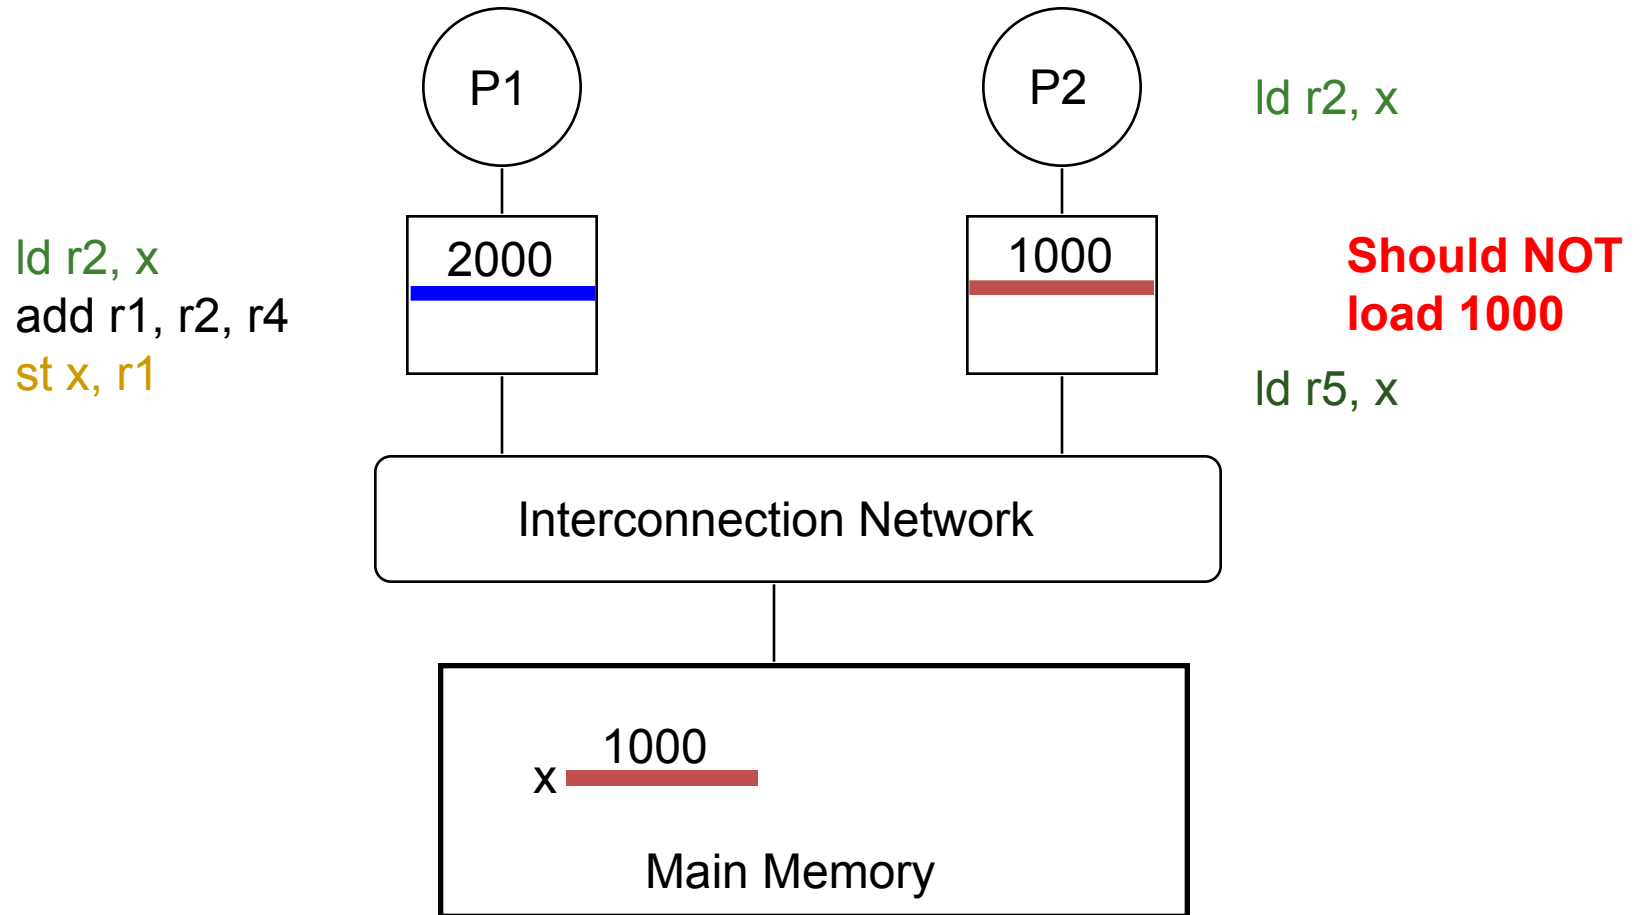 P1
P2
ld r2, x
2000
1000
ld r2, x
add r1, r2, r4
st x, r1
Should NOT
load 1000
ld r5, x
Interconnection Network
1000
x
Main Memory